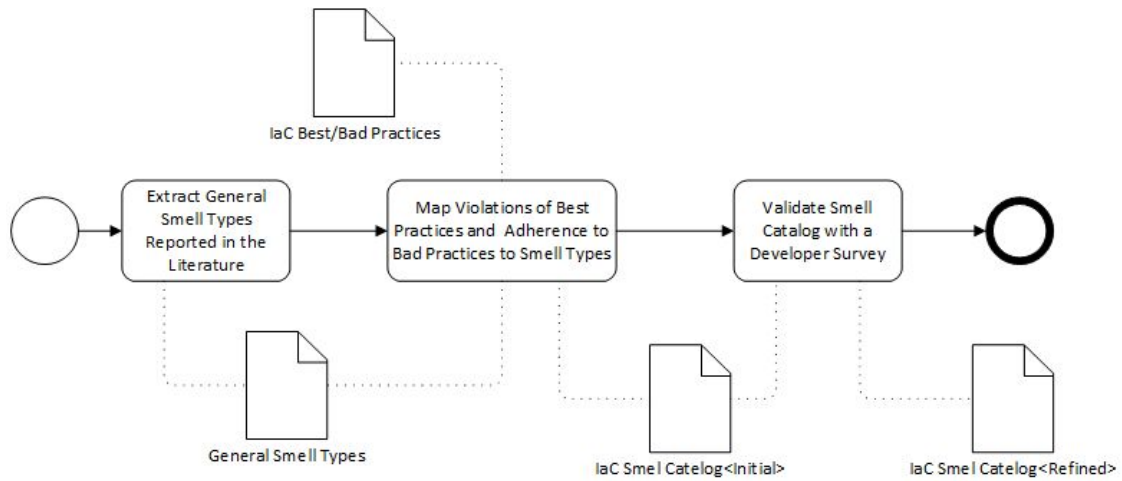 IaC Best/Bad Practices
Extract General
Smell Types
Reported in the
Literature
Map Violations of Best
Practices and Adherence to
Bad Practices to Smell Types
Validate Smell
Catalog with a
Developer Survey
General Smell Types
IaC Smel Catelog<Initial>
IaC Smel Catelog<Refined>